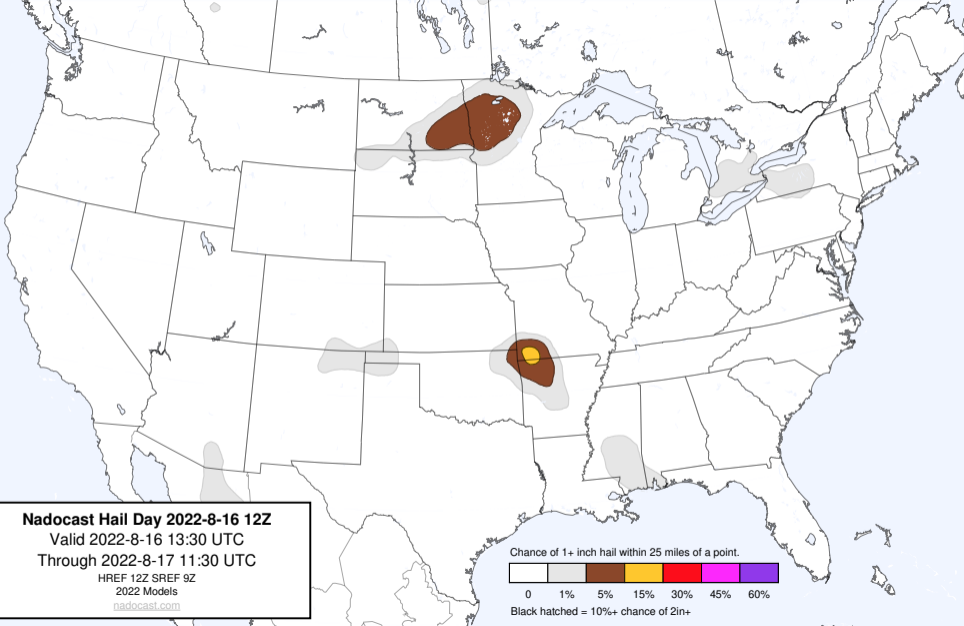 Nadocast Hail Day 2022-8-16 12Z
Valid 2022-8-16 13:30 UTC
Through 2022-8-17 11:30 UTC
HREF 12Z SREF 9Z
2022 Models
nadocast.com
Chance of 1+ inch hail within 25 miles of a point.
0 1% 5% 15% 30% 45% 60%
Black hatched = 10%+ chance of 2in+